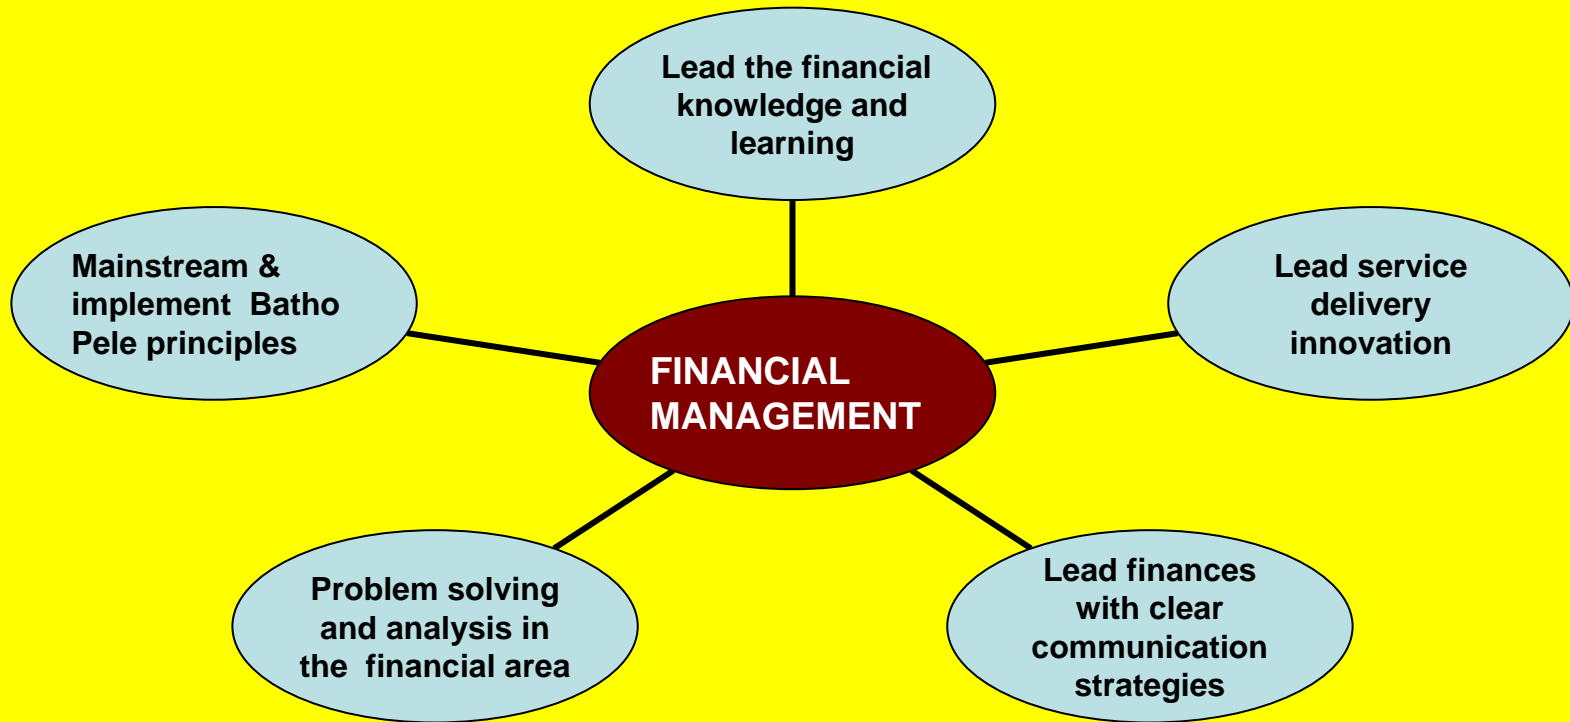 Lead the financial
knowledge and
learning
Mainstream &
implement  Batho
Pele principles
Lead service
delivery
innovation
FINANCIAL
MANAGEMENT
Problem solving
and analysis in
the  financial area
Lead finances
with clear
communication
strategies